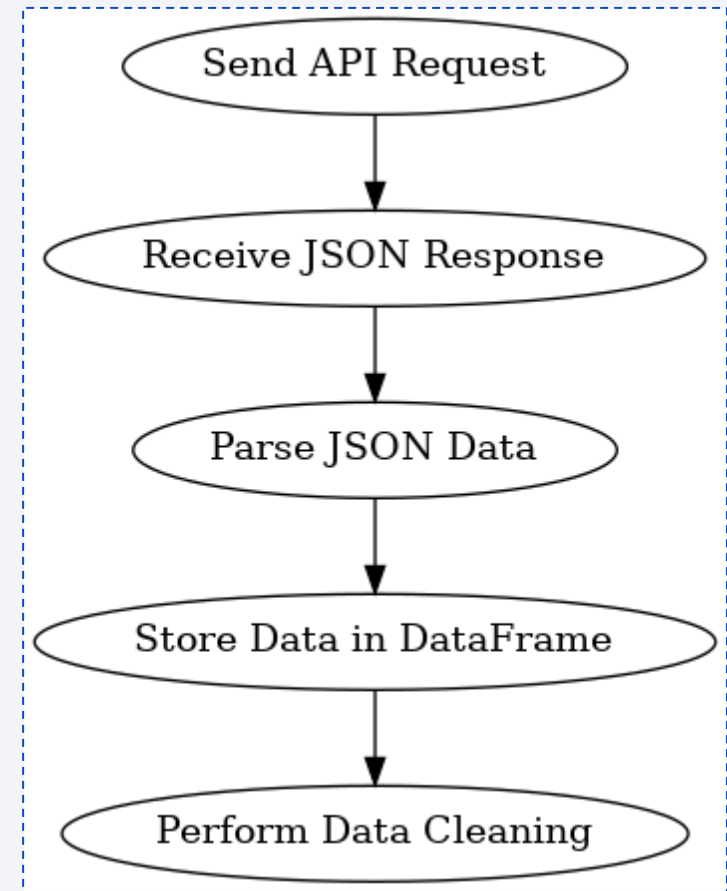 Send API Request
Receive JSON Response
Parse JSON Data
Store Data in DataFrame
Perform Data Cleaning